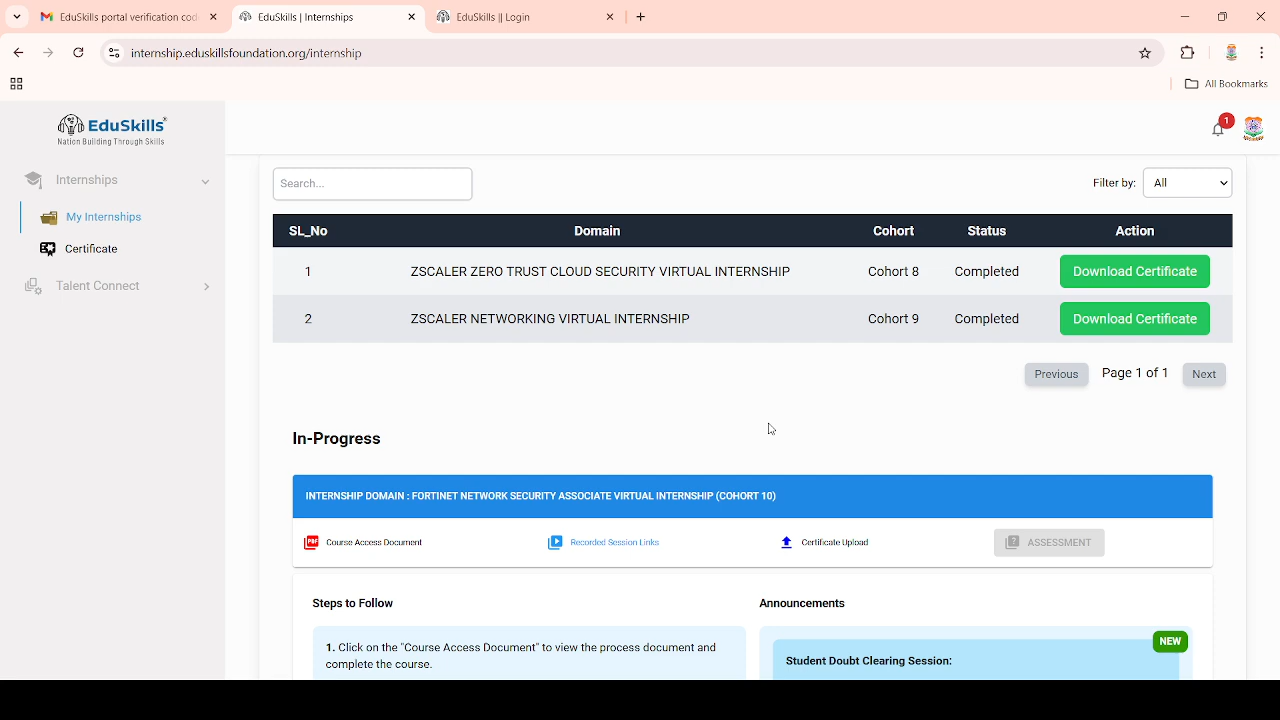 EduSkills portal verification cod
EduSkills | Internships
EduSkills || Login
internship.eduskillsfoundation.org/internship
All Bookmarks
EduSkills
Nation Building Through Skills
1
Internships
My Internships
Certificate
Talent Connect
Search...
Filter by: All
SL_No Domain Cohort Status Action
1 ZSCALER ZERO TRUST CLOUD SECURITY VIRTUAL INTERNSHIP Cohort 8 Completed Download Certificate
2 ZSCALER NETWORKING VIRTUAL INTERNSHIP Cohort 9 Completed Download Certificate
Previous Page 1 of 1 Next
In-Progress
INTERNSHIP DOMAIN : FORTINET NETWORK SECURITY ASSOCIATE VIRTUAL INTERNSHIP (COHORT 10)
PDF Course Access Document Recorded Session Links Certificate Upload ASSESSMENT
Steps to Follow
1. Click on the "Course Access Document" to view the process document and
complete the course.
Announcements
NEW
Student Doubt Clearing Session: